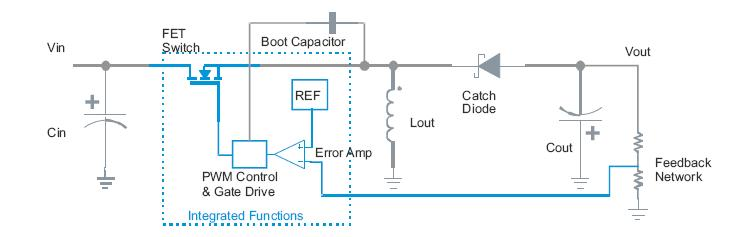 FET
Switch
Boot Capacitor
Vin
Vout
REF
Catch
Diode
Cin
Lout
Cout
Error Amp
PWM Control
& Gate Drive
Feedback
Network
Integrated Functions